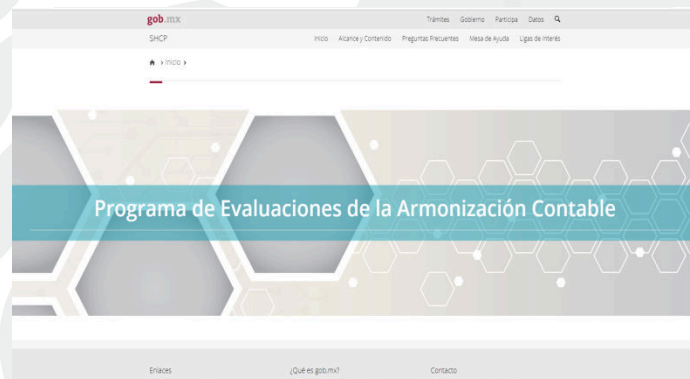 gob.mx
Trámites Gobierno Participa Datos
SHCP
Inicio Alcance y Contenido Preguntas Frecuentes Mesa de Ayuda Ligas de Interés
> Inicio >
Programa de Evaluaciones de la Armonización Contable
Enlaces ¿Qué es gob.mx? Contacto